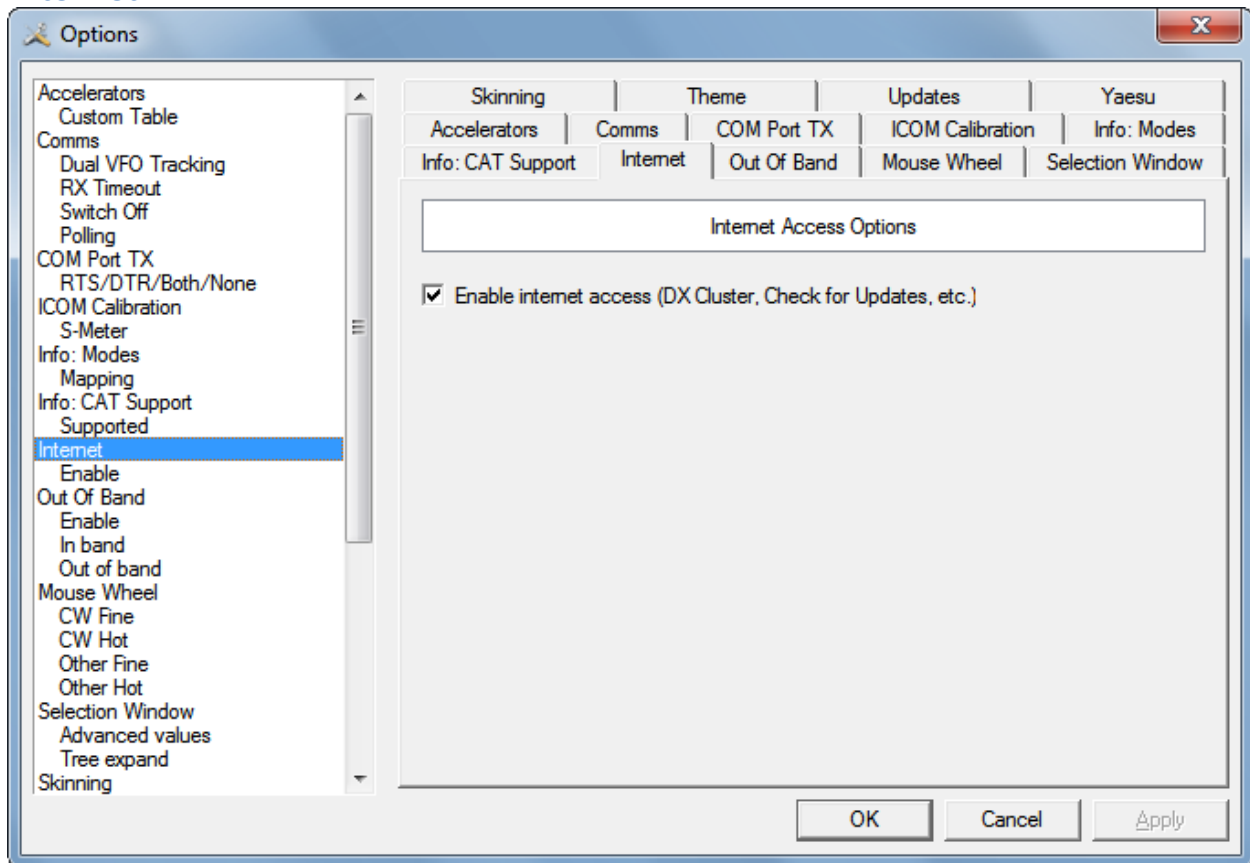 Options
X
Accelerators
Custom Table
Comms
Dual VFO Tracking
RX Timeout
Switch Off
Polling
COM Port TX
RTS/DTR/Both/None
ICOM Calibration
S-Meter
Info: Modes
Mapping
Info: CAT Support
Supported
Internet
Enable
Out Of Band
Enable
In band
Out of band
Mouse Wheel
CW Fine
CW Hot
Other Fine
Other Hot
Selection Window
Advanced values
Tree expand
Skinning
Skinning Theme Updates Yaesu
Accelerators Comms COM Port TX ICOM Calibration Info: Modes
Info: CAT Support Internet Out Of Band Mouse Wheel Selection Window
Internet Access Options
Enable internet access (DX Cluster, Check for Updates, etc.)
OK Cancel Apply